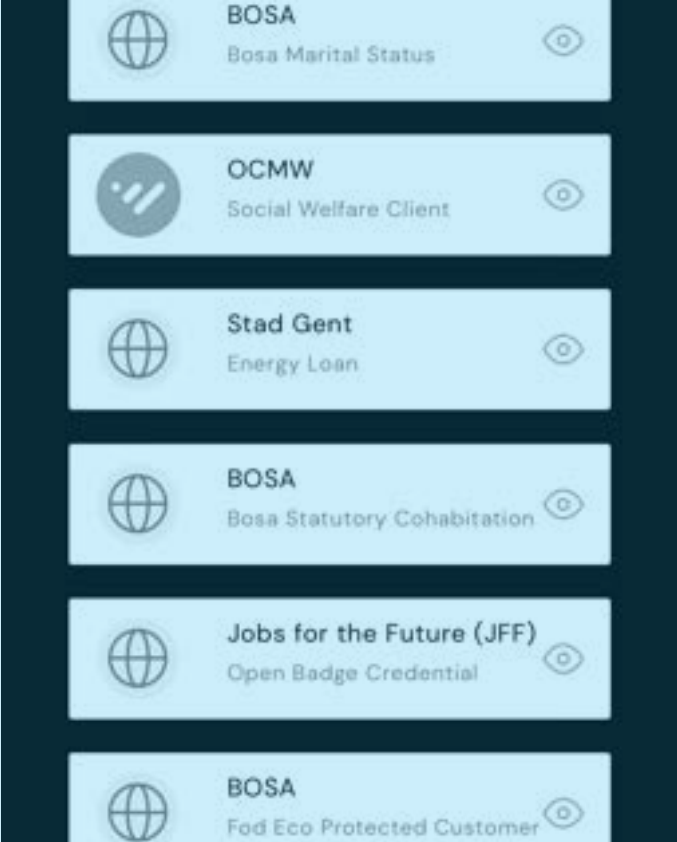 BOSA
Bosa Marital Status
OCMW
Social Welfare Client
Stad Gent
Energy Loan
BOSA
Bosa Statutory Cohabitation
Jobs for the Future (JFF)
Open Badge Credential
BOSA
Fod Eco Protected Customer